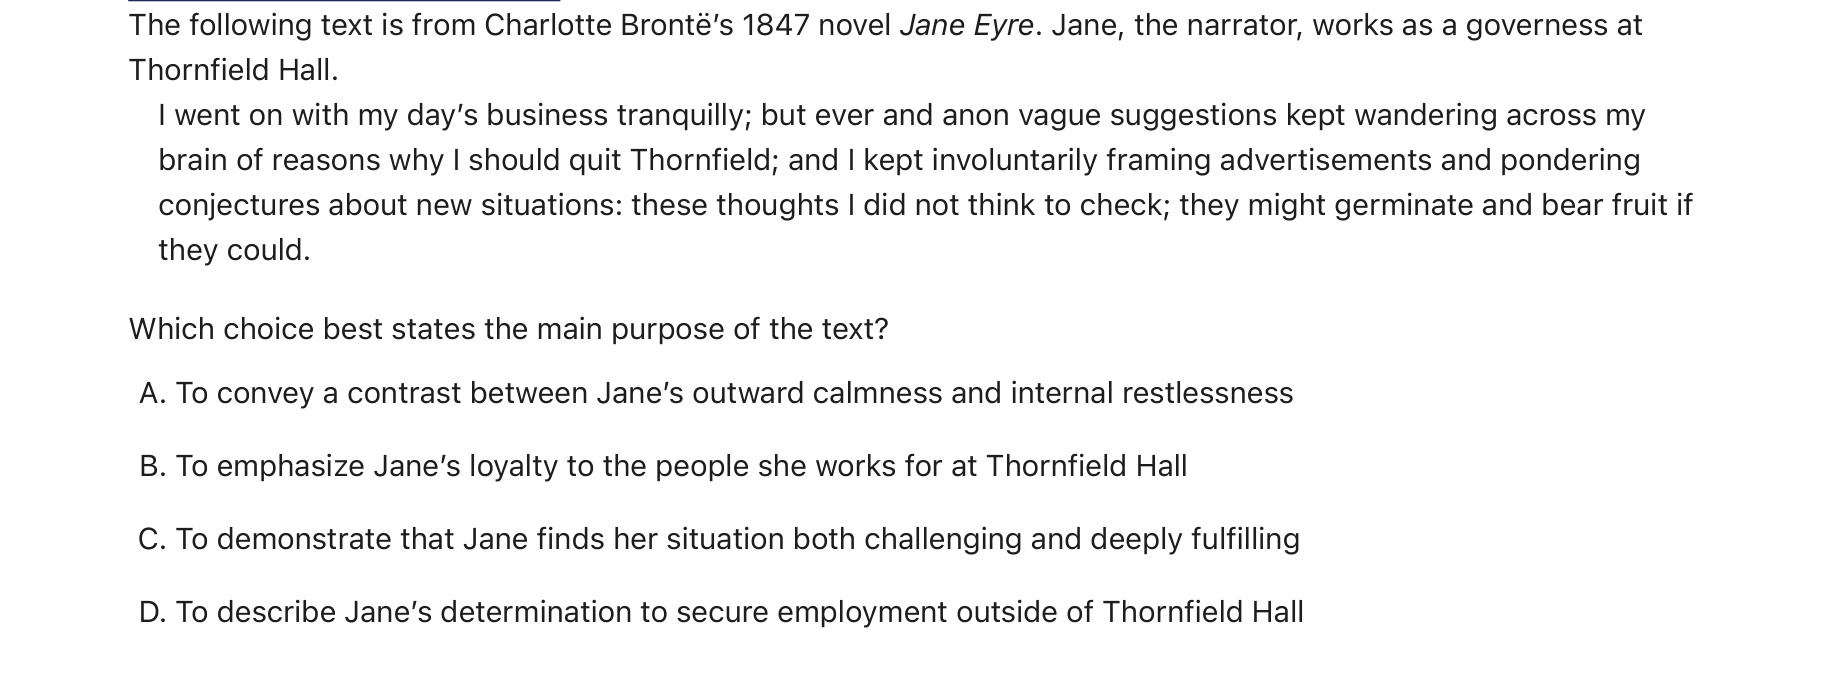 The following text is from Charlotte Brontë’s 1847 novel Jane Eyre. Jane, the narrator, works as a governess at
Thornfield Hall.
I went on with my day’s business tranquilly; but ever and anon vague suggestions kept wandering across my
brain of reasons why I should quit Thornfield; and I kept involuntarily framing advertisements and pondering
conjectures about new situations: these thoughts I did not think to check; they might germinate and bear fruit if
they could.
Which choice best states the main purpose of the text?
A. To convey a contrast between Jane’s outward calmness and internal restlessness
B. To emphasize Jane’s loyalty to the people she works for at Thornfield Hall
C. To demonstrate that Jane finds her situation both challenging and deeply fulfilling
D. To describe Jane’s determination to secure employment outside of Thornfield Hall